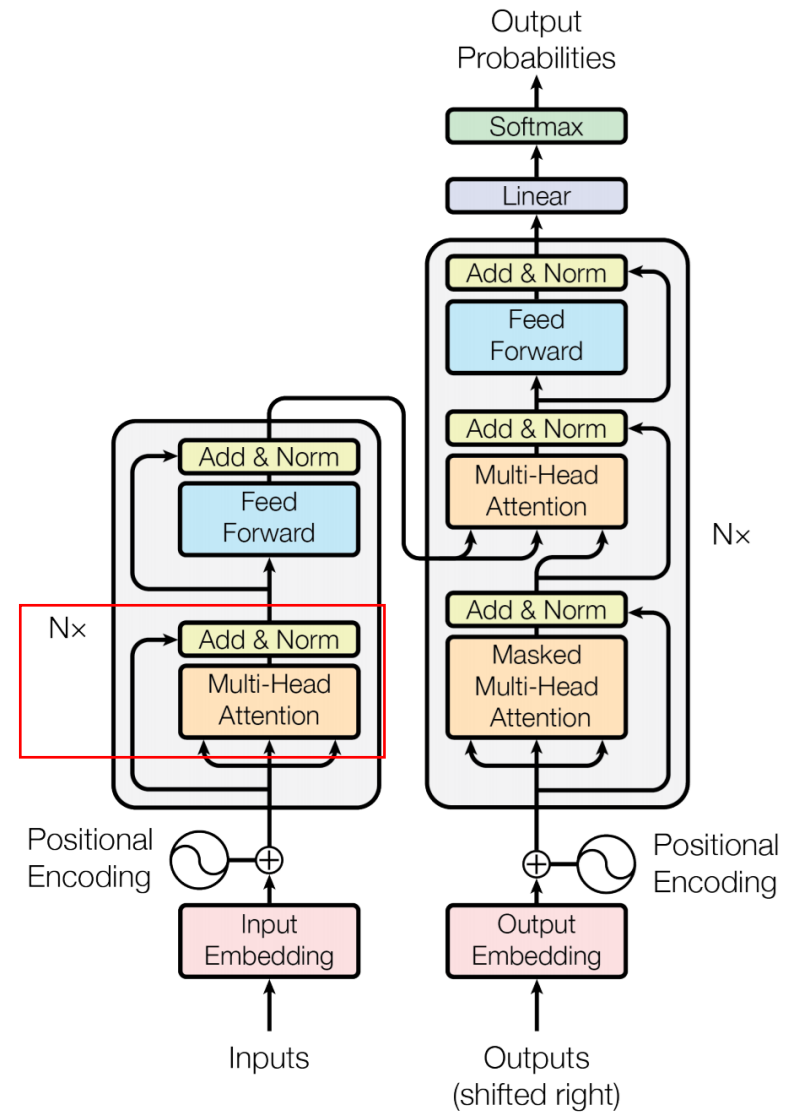 Output
Probabilities
Softmax
Linear
Add & Norm
Feed
Forward
Add & Norm
Multi-Head
Attention
Nx
Add & Norm
Masked
Multi-Head
Attention
Add & Norm
Feed
Forward
N×
Add & Norm
Multi-Head
Attention
Positional
Encoding
Positional
Encoding
Input
Embedding
Output
Embedding
Inputs
Outputs
(shifted right)